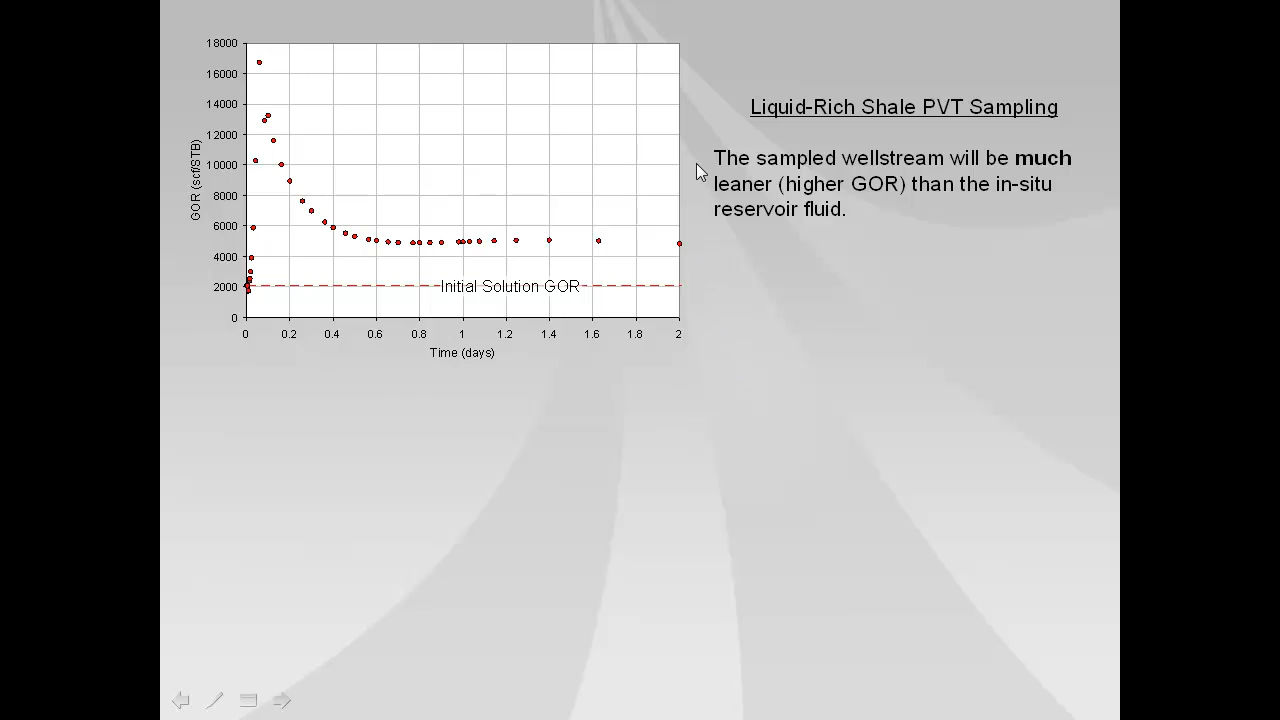 18000
16000
14000
12000
10000
8000
6000
4000
2000
0
GOR (scf/STB)
Initial Solution GOR
0 0.2 0.4 0.6 0.8 1 1.2 1.4 1.6 1.8 2
Time (days)
Liquid-Rich Shale PVT Sampling
The sampled wellstream will be much
leaner (higher GOR) than the in-situ
reservoir fluid.